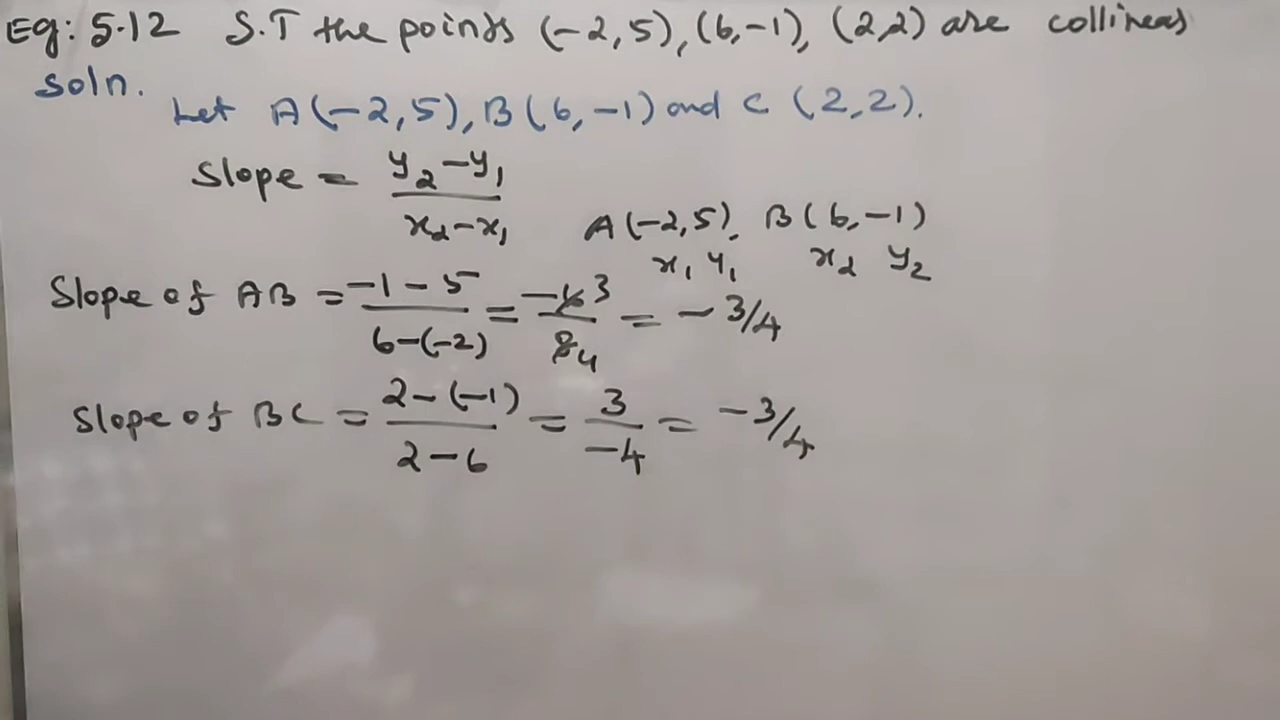 Eg: 5.12 S.T the points (-2, 5), (6, -1), (2,2) are collinear
Soln.
Let A(-2, 5), B(6, -1) and C (2, 2).
Slope = y₂-y₁ / x₂-x₁
A(-2, 5). B(6, -1)
x₁ y₁ x₂ y₂
Slope of AB = -1-5 / 6-(-2) = -6 3 / 8 4 = -3/4
Slope of BC = 2-(-1) / 2-6 = 3 / -4 = -3/4